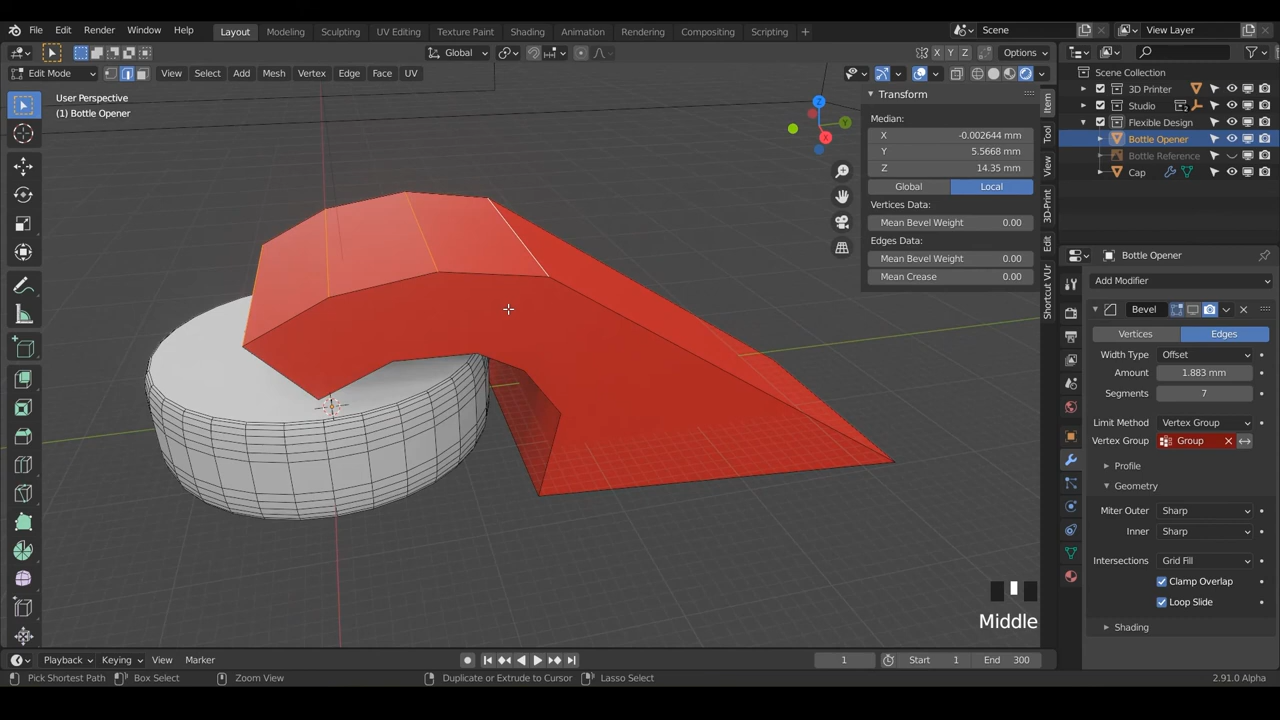 File Edit Render Window Help Layout Modeling Sculpting UV Editing Texture Paint Shading Animation Rendering Compositing Scripting + Scene View Layer
Global X Y Z Options
Edit Mode View Select Add Mesh Vertex Edge Face UV
User Perspective
(1) Bottle Opener
Transform
Median:
X -0.002644 mm
Y 5.5668 mm
Z 14.35 mm
Global Local
Vertices Data:
Mean Bevel Weight 0.00
Edges Data:
Mean Bevel Weight 0.00
Mean Crease 0.00
Item
Tool
View
3D-Print
Edit
Shortcut VUr
Z
Y
X
Middle
Scene Collection
3D Printer
Studio 2
Flexible Design
Bottle Opener
Bottle Reference
Cap
Bottle Opener
Add Modifier
Bevel
Vertices Edges
Width Type Offset
Amount 1.883 mm
Segments 7
Limit Method Vertex Group
Vertex Group Group
Profile
Geometry
Miter Outer Sharp
Inner Sharp
Intersections Grid Fill
Clamp Overlap
Loop Slide
Shading
Playback Keying View Marker 1 Start 1 End 300
Pick Shortest Path Box Select Zoom View Duplicate or Extrude to Cursor Lasso Select 2.91.0 Alpha